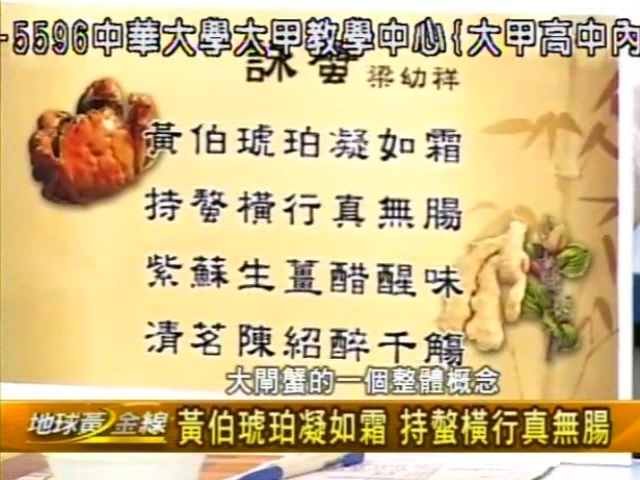 -5596中華大學大甲教學中心{大甲高中內
詠蟹 梁幼祥
黃伯琥珀凝如霜
持螯橫行真無腸
紫蘇生薑醋醒味
清茗陳紹醉千觴
大閘蟹的一個整體概念
地球黃金線 黃伯琥珀凝如霜 持螯橫行真無腸